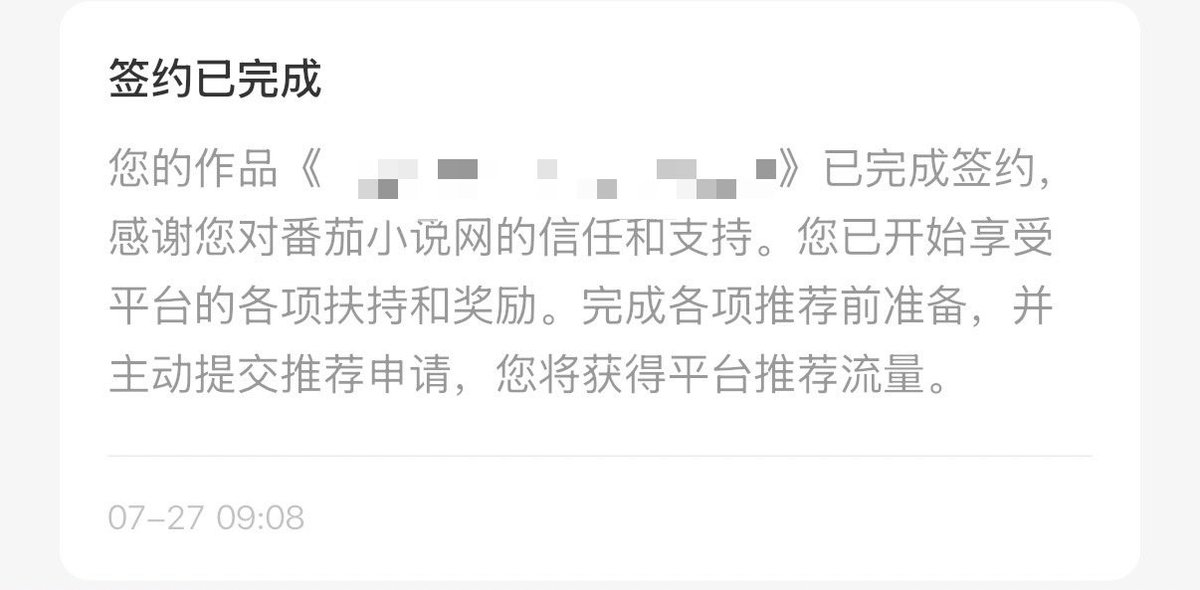 签约已完成
您的作品《 》已完成签约，
感谢您对番茄小说网的信任和支持。您已开始享受
平台的各项扶持和奖励。完成各项推荐前准备，并
主动提交推荐申请，您将获得平台推荐流量。
07-27 09:08